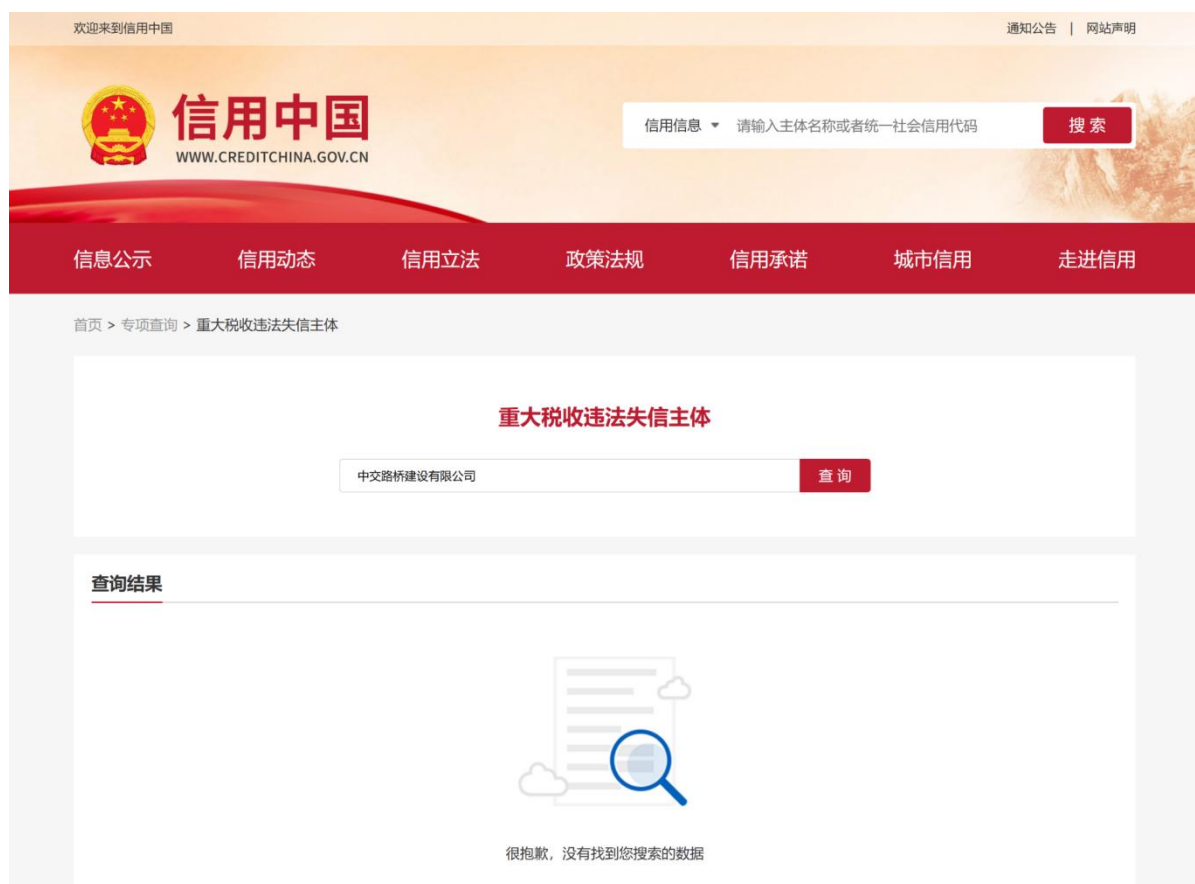 欢迎来到信用中国
通知公告 | 网站声明
信用中国
WWW.CREDITCHINA.GOV.CN
信用信息 请输入主体名称或者统一社会信用代码 搜索
信息公示 信用动态 信用立法 政策法规 信用承诺 城市信用 走进信用
首页 > 专项查询 > 重大税收违法失信主体
重大税收违法失信主体
中交路桥建设有限公司 查询
查询结果
很抱歉，没有找到您搜索的数据